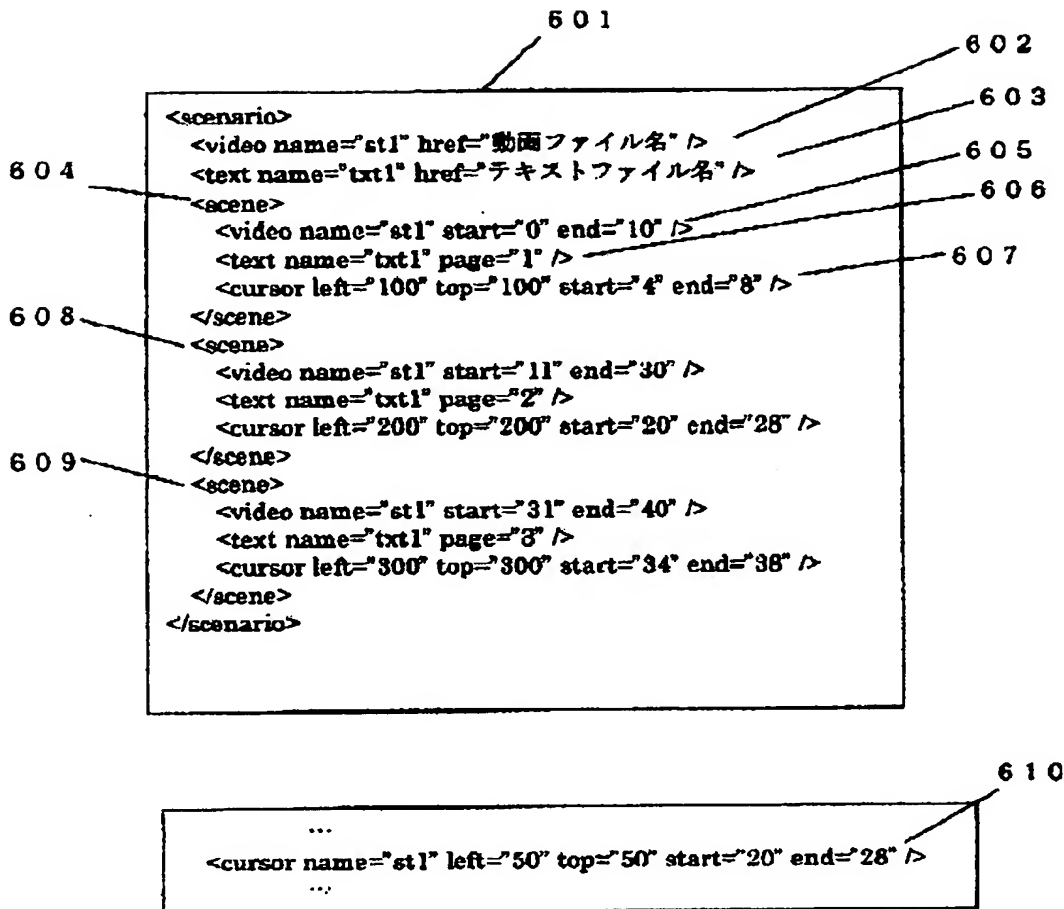 601
602
603
604
605
606
607
608
609
<scenario>
<video name="st1" href="動画ファイル名" />
<text name="txt1" href="テキストファイル名" />
<scene>
<video name="st1" start="0" end="10" />
<text name="txt1" page="1" />
<cursor left="100" top="100" start="4" end="8" />
</scene>
<scene>
<video name="st1" start="11" end="30" />
<text name="txt1" page="2" />
<cursor left="200" top="200" start="20" end="28" />
</scene>
<scene>
<video name="st1" start="31" end="40" />
<text name="txt1" page="3" />
<cursor left="300" top="300" start="34" end="38" />
</scene>
</scenario>
610
...
<cursor name="st1" left="50" top="50" start="20" end="28" />
...